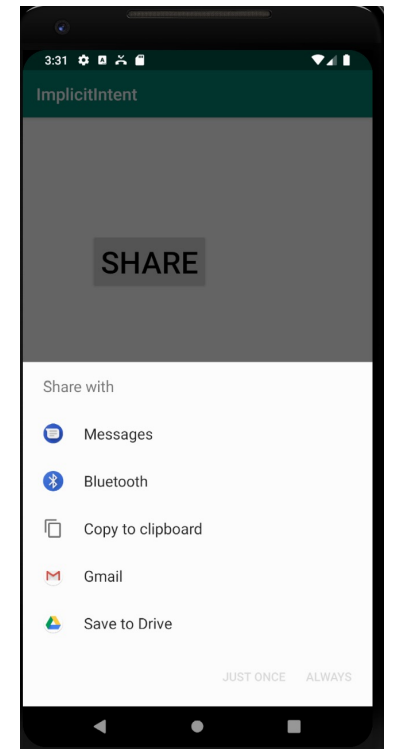 3:31
ImplicitIntent
SHARE
Share with
Messages
Bluetooth
Copy to clipboard
Gmail
Save to Drive
JUST ONCE ALWAYS